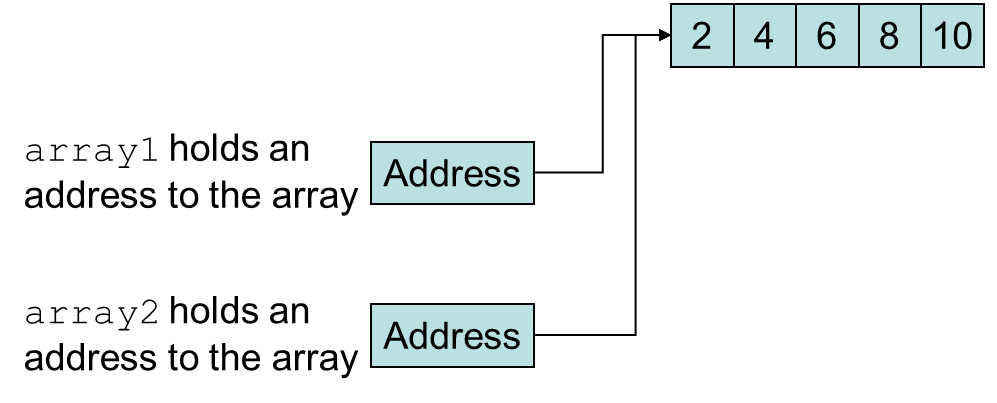 2 4 6 8 10
array1 holds an
address to the array
Address
array2 holds an
address to the array
Address